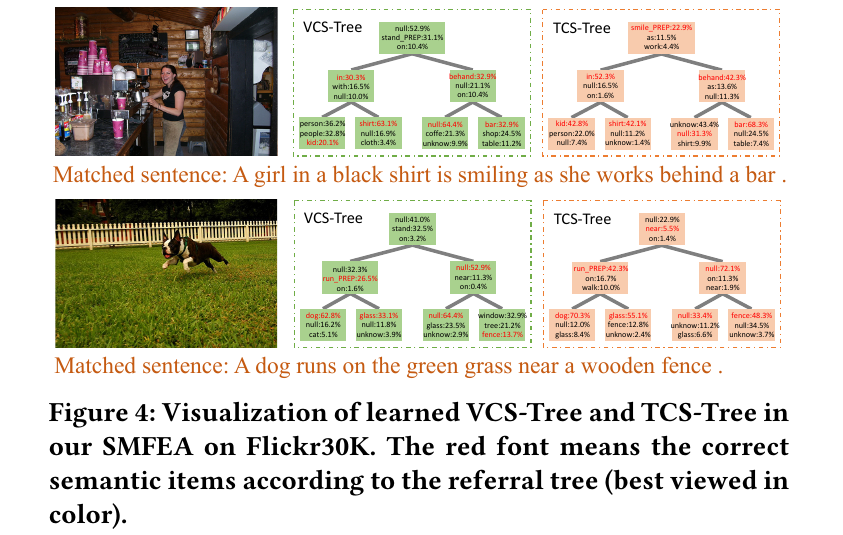 VCS-Tree
null:52.9%
stand_PREP:31.1%
on:10.4%
in:30.3%
with:16.5%
null:10.0%
behand:32.9%
null:21.1%
on:10.4%
person:36.2%
people:32.8%
kid:20.1%
shirt:63.1%
null:16.9%
cloth:3.4%
null:64.4%
coffe:21.3%
unknow:9.9%
bar:32.9%
shop:24.5%
table:11.2%
TCS-Tree
smile_PREP:22.9%
as:11.5%
work:4.4%
in:52.3%
null:16.5%
on:1.6%
behand:42.3%
as:13.6%
null:11.3%
kid:42.8%
person:22.0%
null:7.4%
shirt:42.1%
null:11.2%
unknow:1.4%
unknow:43.4%
null:31.3%
shirt:9.9%
bar:68.3%
null:24.5%
table:7.4%
Matched sentence: A girl in a black shirt is smiling as she works behind a bar .
VCS-Tree
null:41.0%
stand:32.5%
on:3.2%
null:32.3%
run_PREP:26.5%
on:1.6%
null:52.9%
near:11.3%
on:0.4%
dog:62.8%
null:16.2%
cat:5.1%
glass:33.1%
null:11.8%
unknow:3.9%
null:64.4%
glass:23.5%
unknow:2.9%
window:32.9%
tree:21.2%
fence:13.7%
TCS-Tree
null:22.9%
near:5.5%
on:1.4%
run_PREP:42.3%
on:16.7%
walk:10.0%
null:72.1%
on:11.3%
near:1.9%
dog:70.3%
null:12.0%
glass:8.4%
glass:55.1%
fence:12.8%
unknow:2.4%
null:33.4%
unknow:11.2%
glass:6.6%
fence:48.3%
null:34.5%
unknow:3.7%
Matched sentence: A dog runs on the green grass near a wooden fence .
Figure 4: Visualization of learned VCS-Tree and TCS-Tree in
our SMFEA on Flickr30K. The red font means the correct
semantic items according to the referral tree (best viewed in
color).